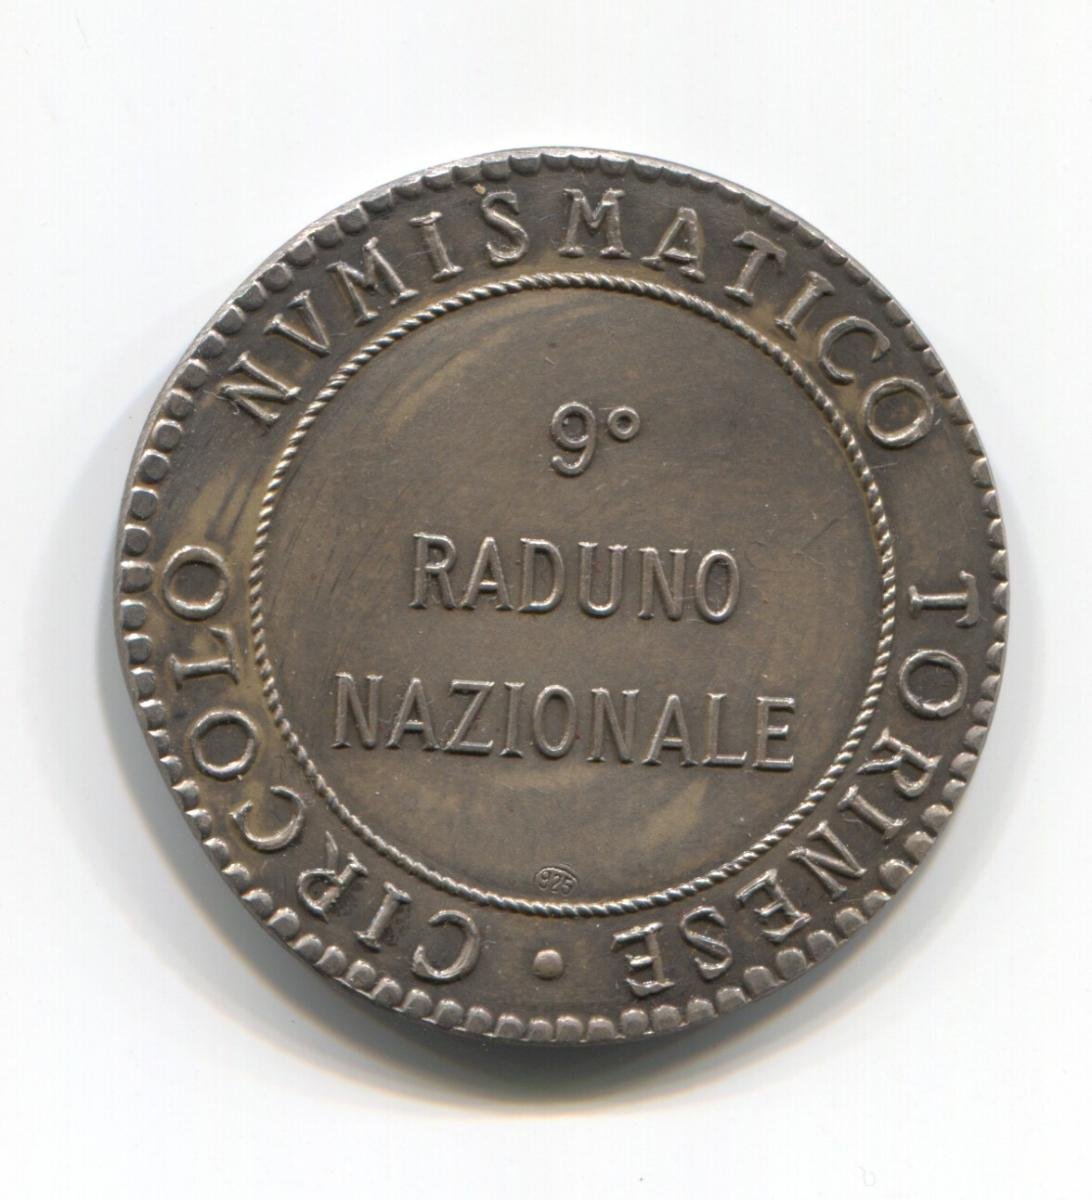 CIRCOLO NVMISMATICO TORINESE •
9°
RADUNO
NAZIONALE
925